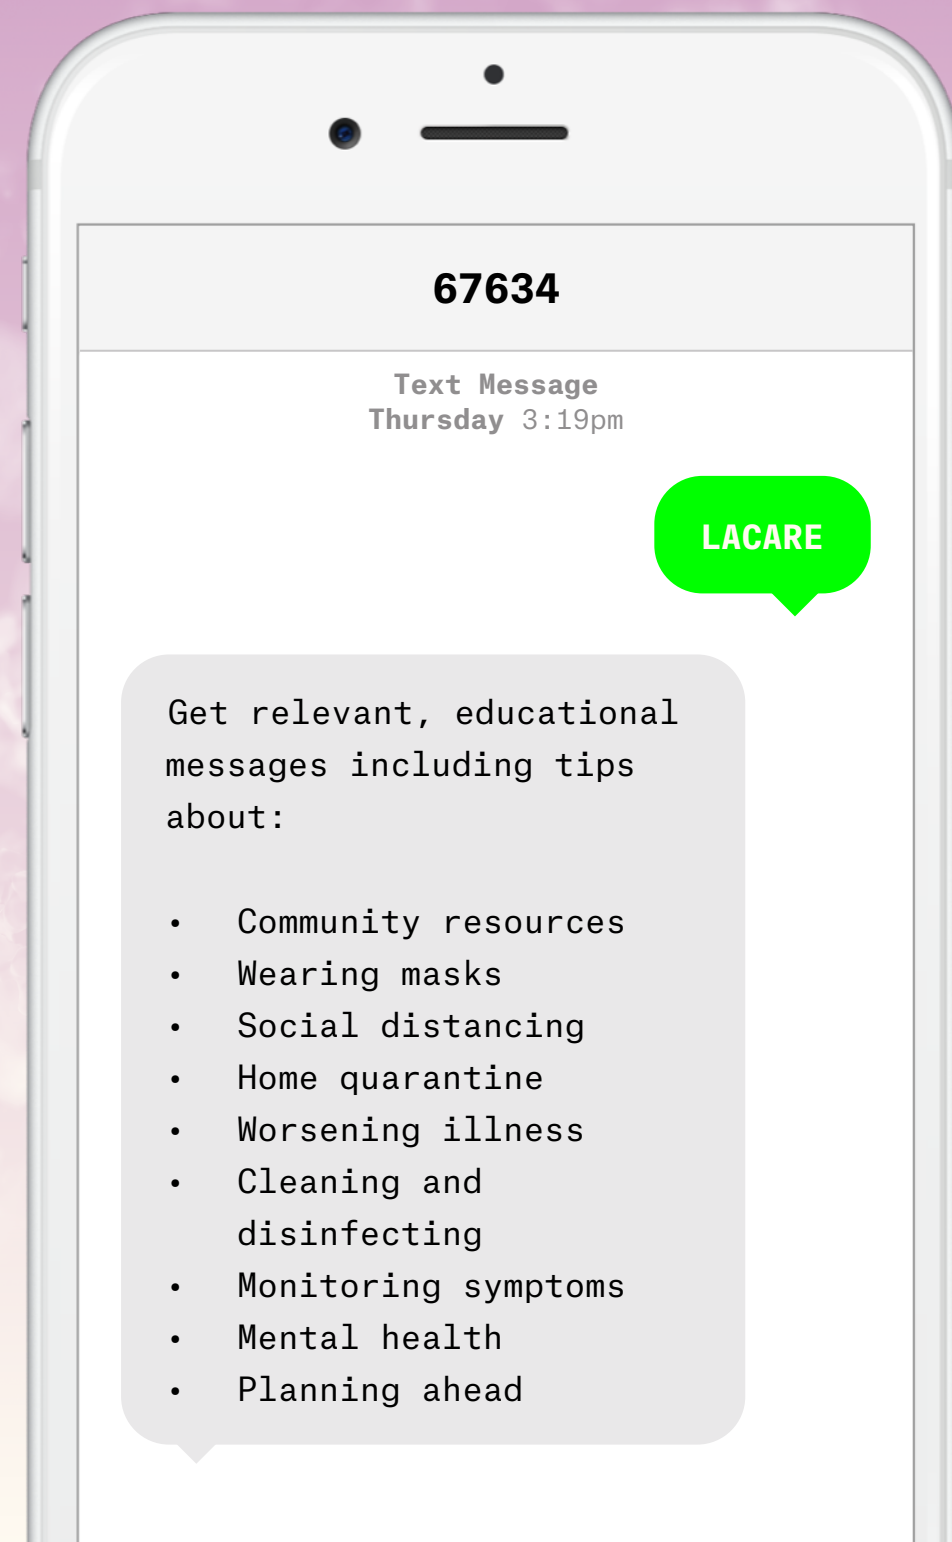 67634
Text Message
Thursday 3:19pm
LACARE
Get relevant, educational
messages including tips
about:
• Community resources
• Wearing masks
• Social distancing
• Home quarantine
• Worsening illness
• Cleaning and
disinfecting
• Monitoring symptoms
• Mental health
• Planning ahead